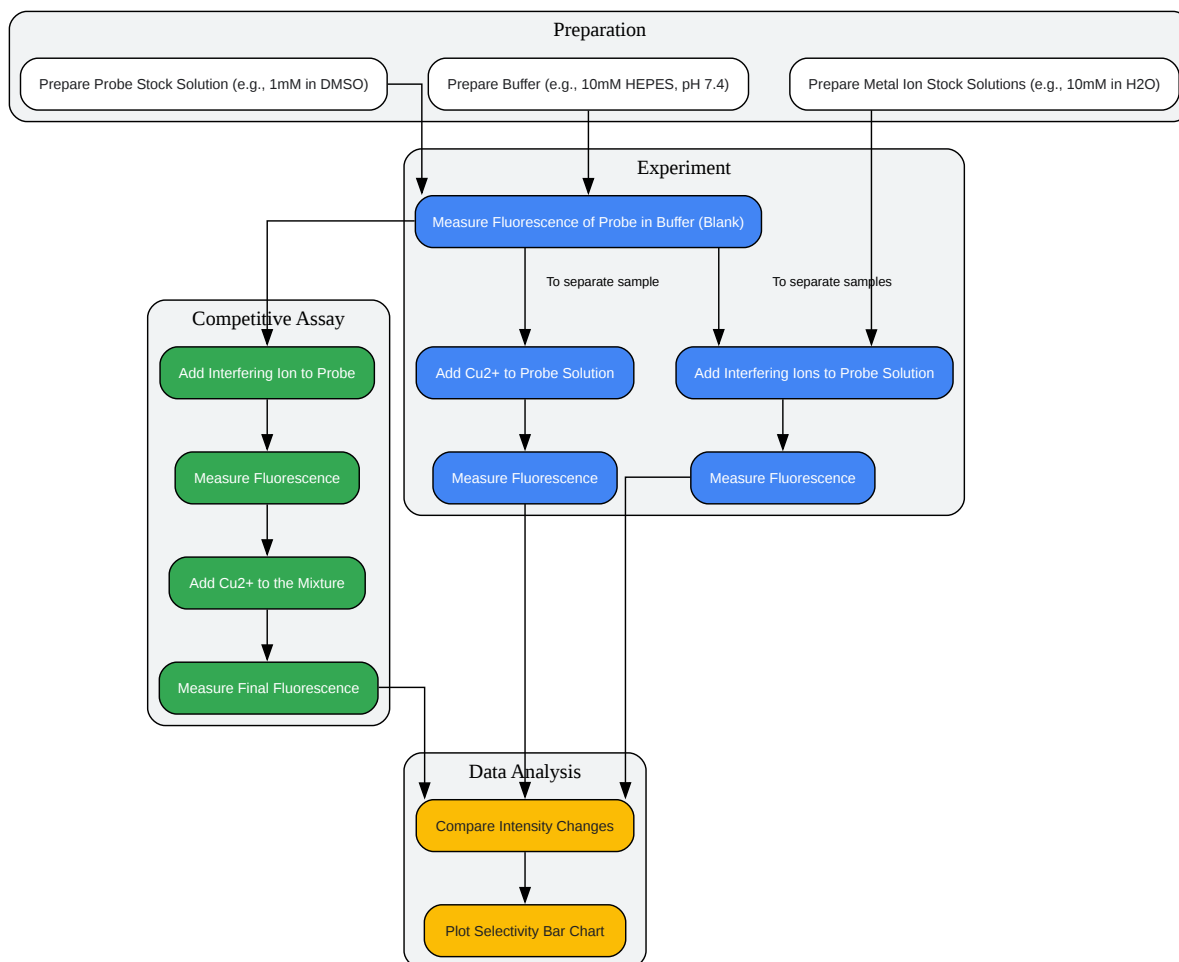 Preparation
Prepare Probe Stock Solution (e.g., 1mM in DMSO)
Prepare Buffer (e.g., 10mM HEPES, pH 7.4)
Prepare Metal Ion Stock Solutions (e.g., 10mM in H2O)
Experiment
Measure Fluorescence of Probe in Buffer (Blank)
To separate sample
To separate samples
Competitive Assay
Add Interfering Ion to Probe
Add Cu2+ to Probe Solution
Add Interfering Ions to Probe Solution
Measure Fluorescence
Measure Fluorescence
Measure Fluorescence
Add Cu2+ to the Mixture
Measure Final Fluorescence
Data Analysis
Compare Intensity Changes
Plot Selectivity Bar Chart